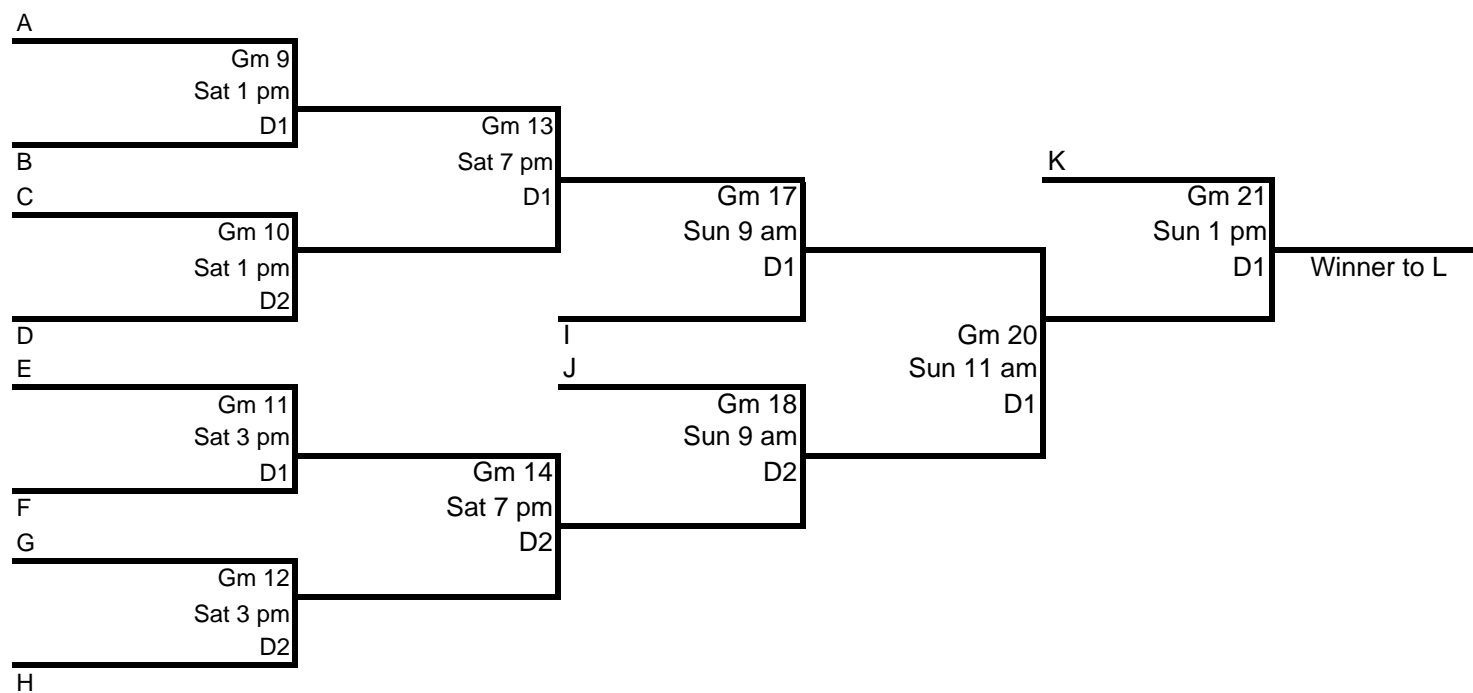 A
Gm 9
Sat 1 pm
D1
B
C
Gm 10
Sat 1 pm
D2
D
E
Gm 11
Sat 3 pm
D1
F
G
Gm 12
Sat 3 pm
D2
H
Gm 13
Sat 7 pm
D1
Gm 14
Sat 7 pm
D2
Gm 17
Sun 9 am
D1
I
J
Gm 18
Sun 9 am
D2
Gm 20
Sun 11 am
D1
K
Gm 21
Sun 1 pm
D1
Winner to L